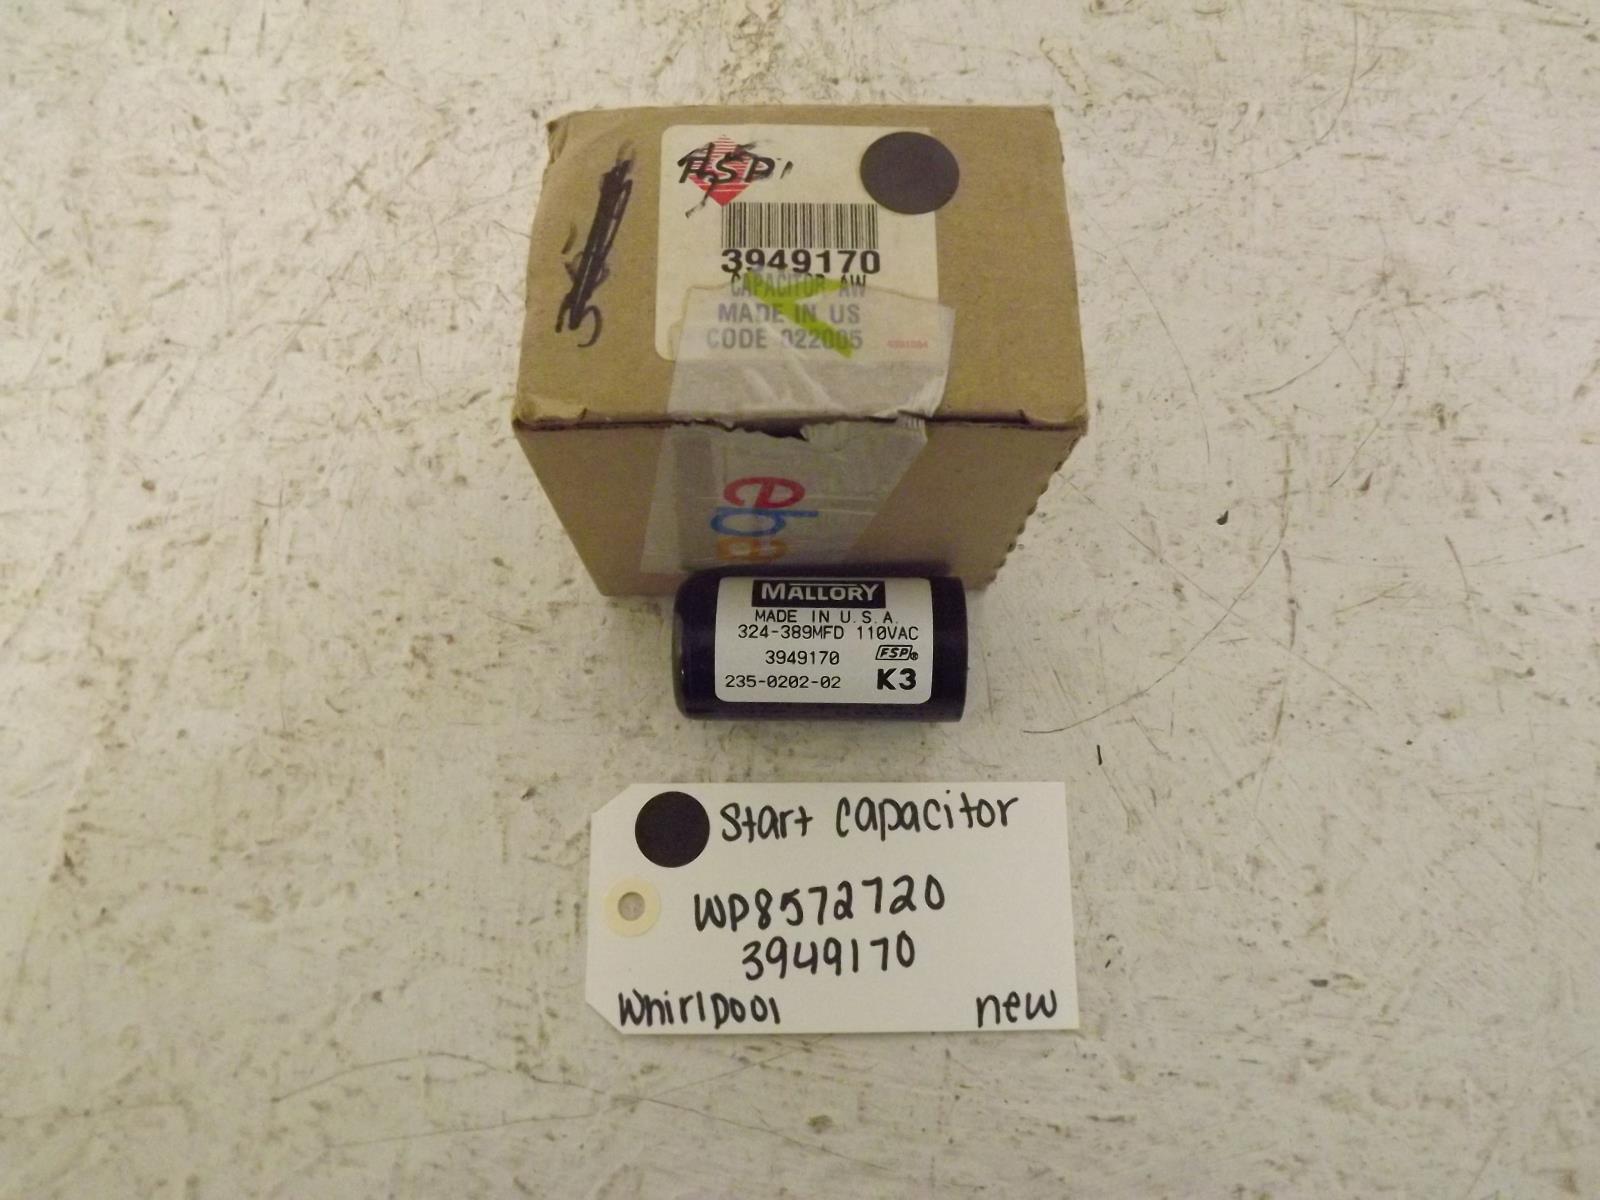 FSP
3949170
CAPACITOR AW
MADE IN US
CODE 022005
MALLORY
MADE IN U.S.A.
324-389MFD 110VAC
3949170 FSP®
235-0202-02 K3
Start capacitor
WP8572720
3949170
Whirlpool new